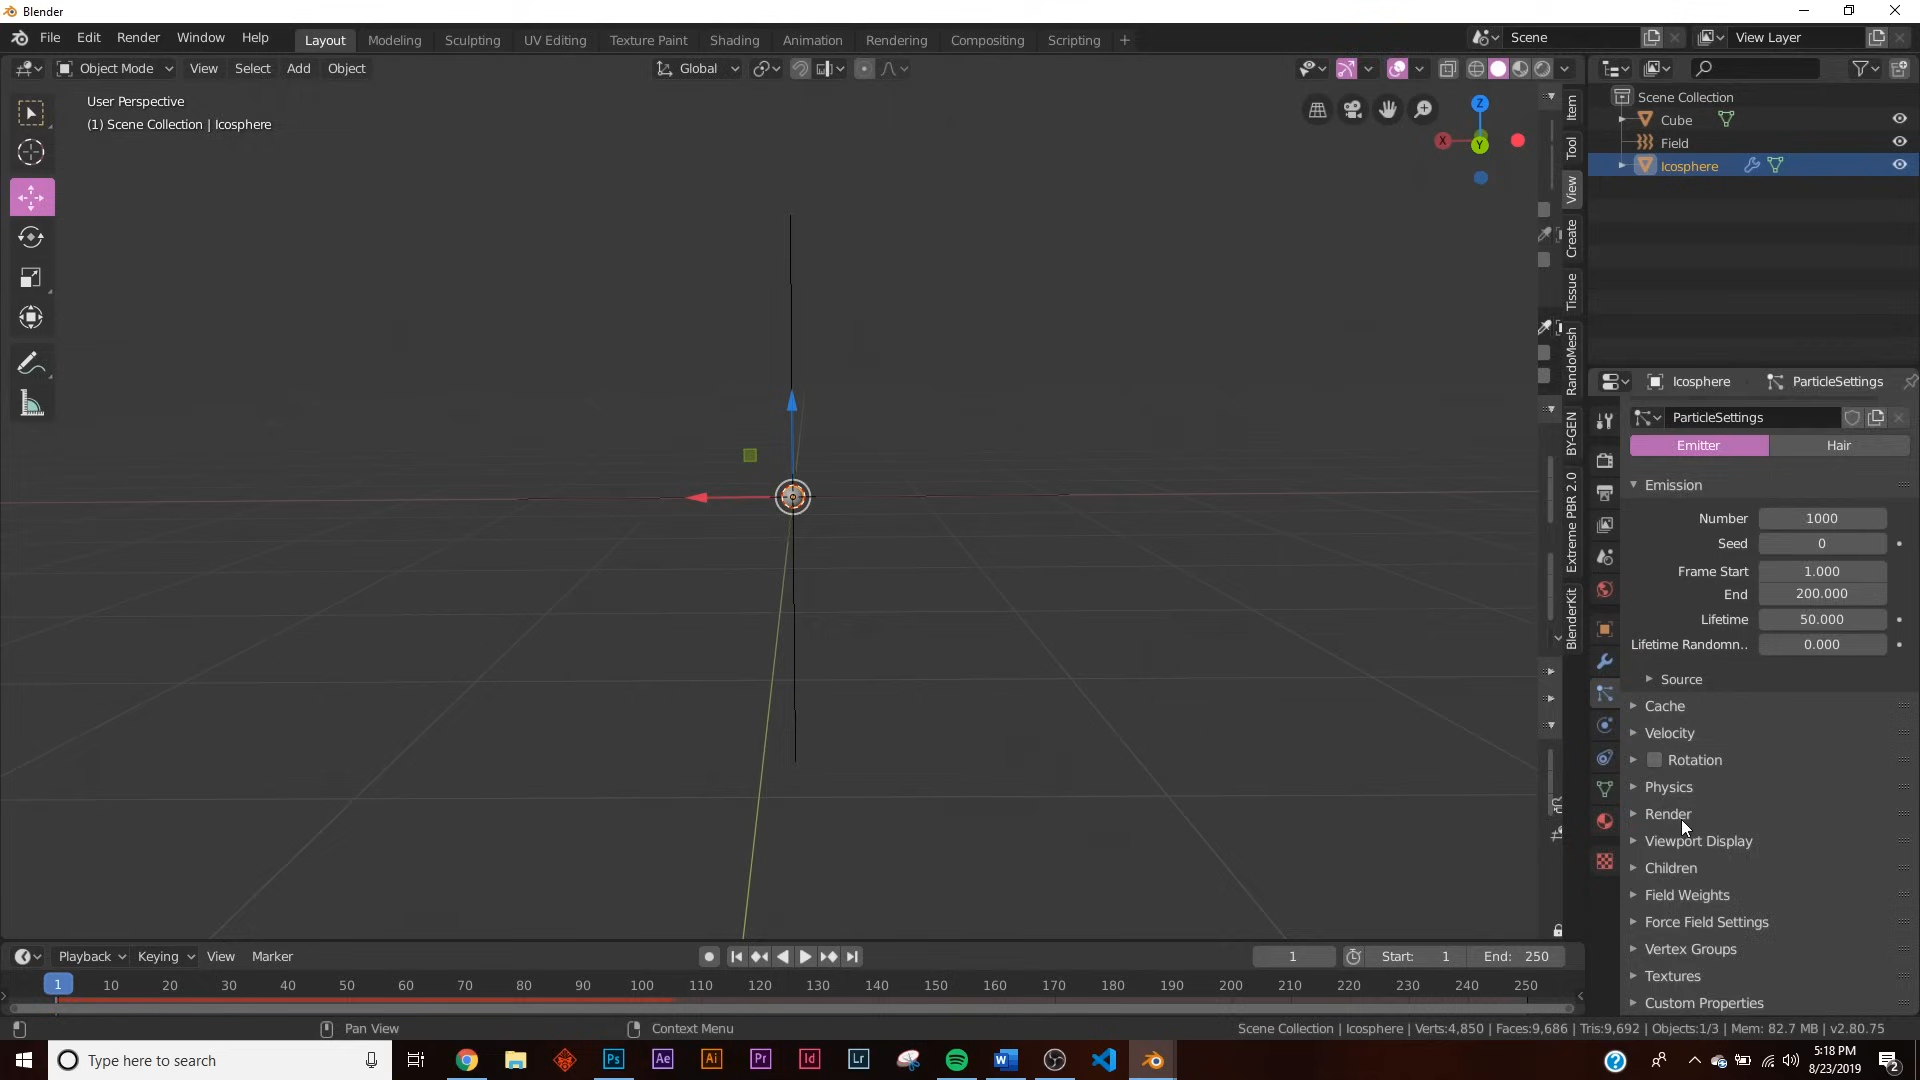 Blender
File Edit Render Window Help
Layout Modeling Sculpting UV Editing Texture Paint Shading Animation Rendering Compositing Scripting +
Scene
View Layer
Object Mode View Select Add Object
Global
User Perspective
(1) Scene Collection | Icosphere
Z
X
Y
Item
Tool
View
Create
Tissue
RandoMesh
BY-GEN
Extreme PBR 2.0
BlenderKit
Scene Collection
Cube
Field
Icosphere
Icosphere ParticleSettings
ParticleSettings
Emitter Hair
Emission
Number 1000
Seed 0
Frame Start 1.000
End 200.000
Lifetime 50.000
Lifetime Randomn.. 0.000
Source
Cache
Velocity
Rotation
Physics
Render
Viewport Display
Children
Field Weights
Force Field Settings
Vertex Groups
Textures
Custom Properties
Playback Keying View Marker
1 Start: 1 End: 250
1 10 20 30 40 50 60 70 80 90 100 110 120 130 140 150 160 170 180 190 200 210 220 230 240 250
Pan View Context Menu
Scene Collection | Icosphere | Verts:4,850 | Faces:9,686 | Tris:9,692 | Objects:1/3 | Mem: 82.7 MB | v2.80.75
Type here to search
Ps Ae Ai Pr Id Lr W
5:18 PM
8/23/2019
2